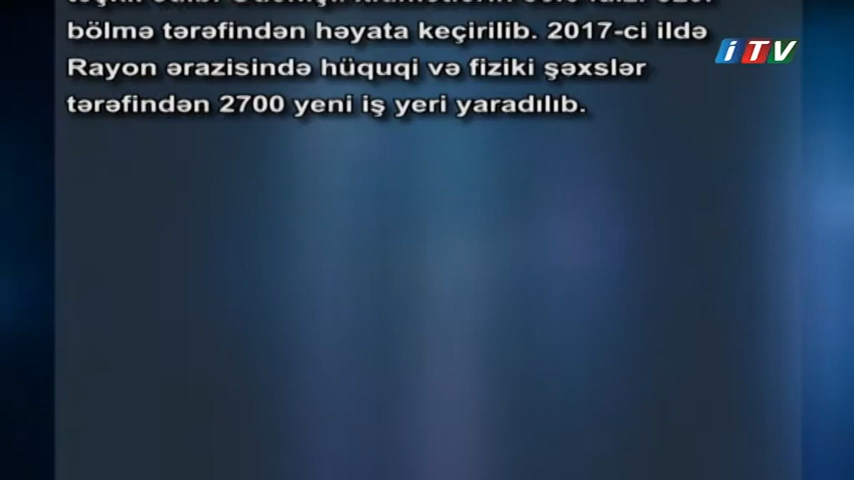 bölmə tərəfindən həyata keçirilib. 2017-ci ildə
Rayon ərazisində hüquqi və fiziki şəxslər
tərəfindən 2700 yeni iş yeri yaradılıb.
iTV